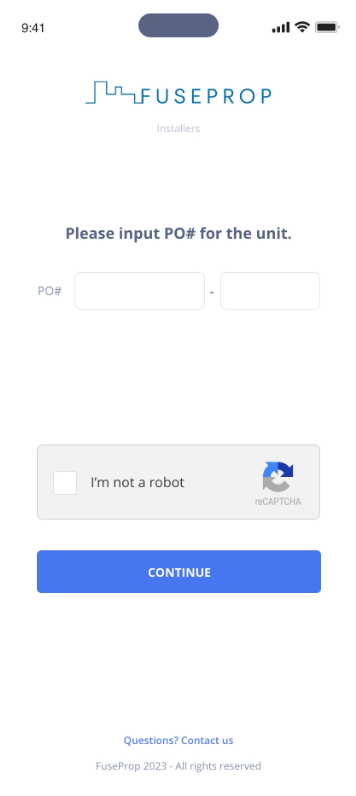 9:41
FUSEPROP
Installers
Please input PO# for the unit.
PO# -
I'm not a robot
reCAPTCHA
CONTINUE
Questions? Contact us
FuseProp 2023 - All rights reserved